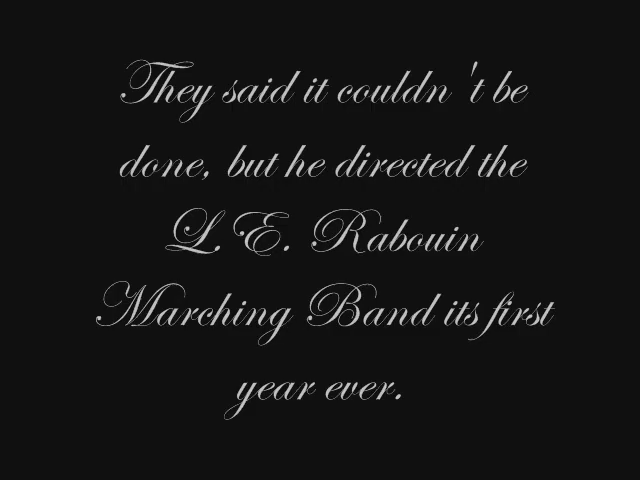 They said it couldn't be
done, but he directed the
L.E. Rabouin
Marching Band its first
year ever.